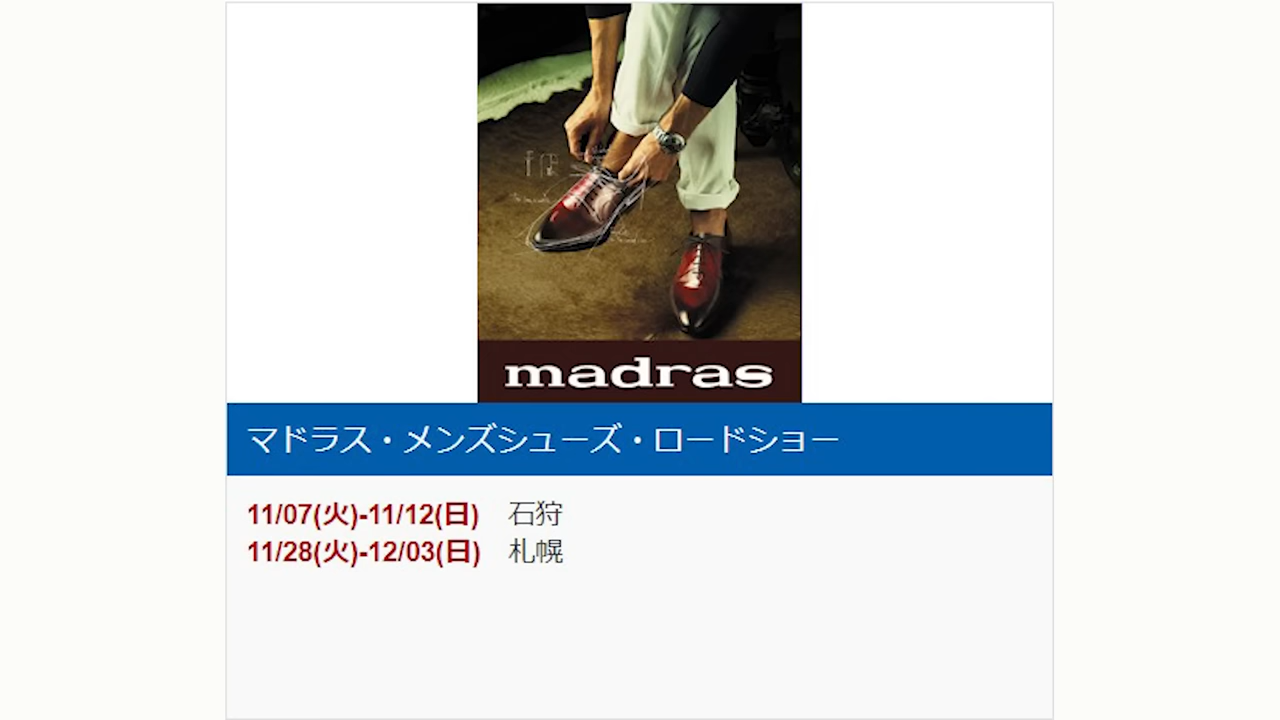 madras
マドラス・メンズシューズ・ロードショー
11/07(火)-11/12(日) 石狩
11/28(火)-12/03(日) 札幌